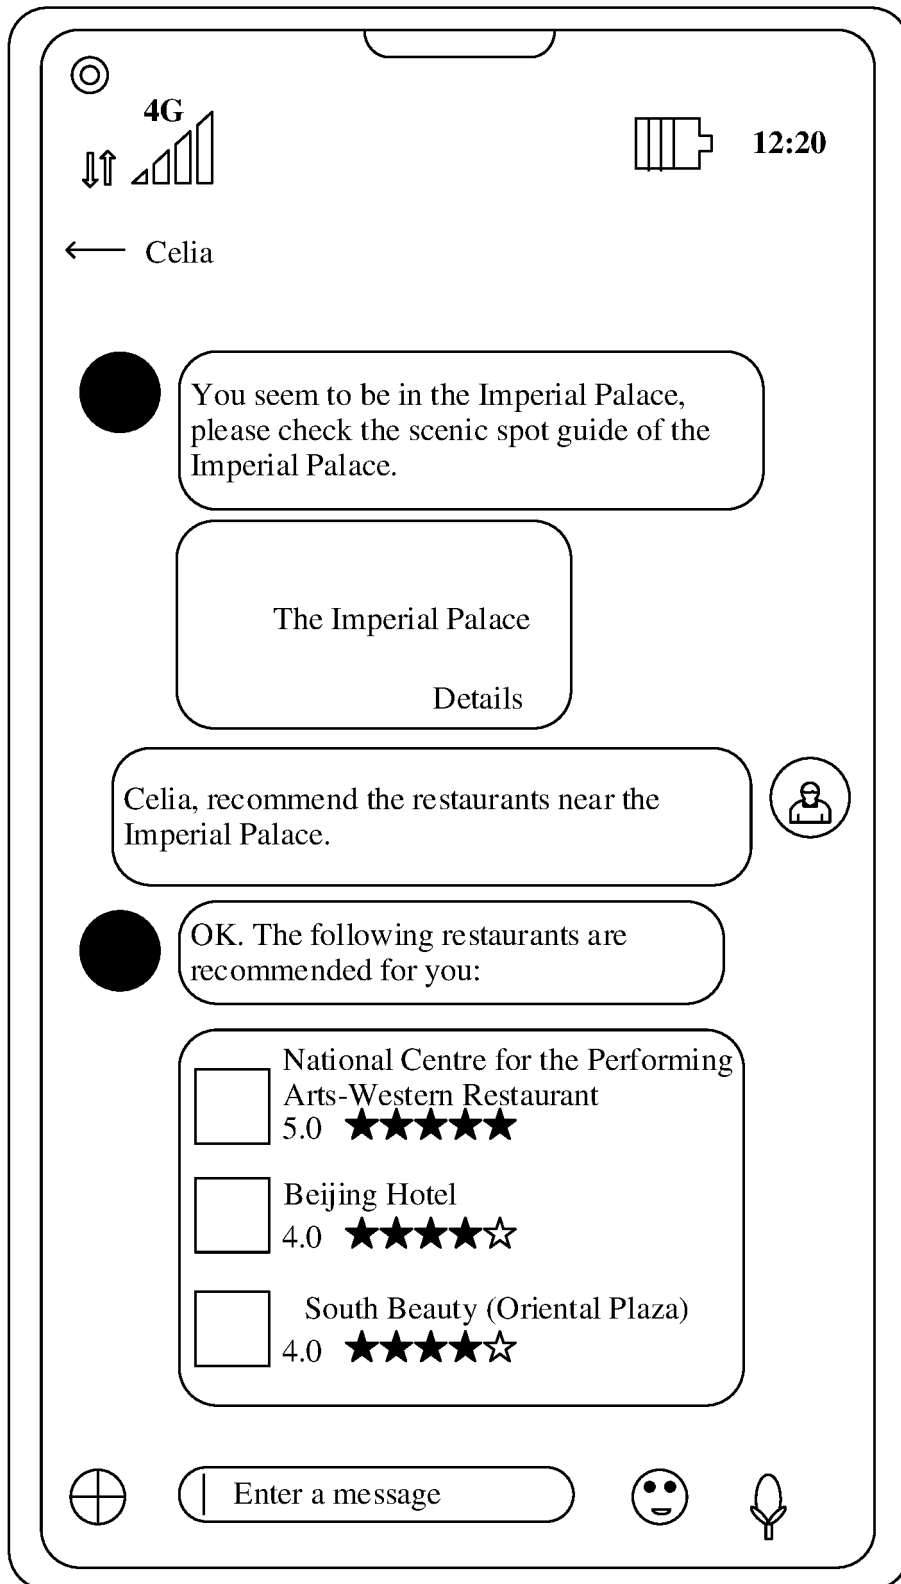 4G
12:20
Celia
You seem to be in the Imperial Palace,
please check the scenic spot guide of the
Imperial Palace.
The Imperial Palace
Details
Celia, recommend the restaurants near the
Imperial Palace.
OK. The following restaurants are
recommended for you:
National Centre for the Performing
Arts-Western Restaurant
5.0
Beijing Hotel
4.0
South Beauty (Oriental Plaza)
4.0
Enter a message